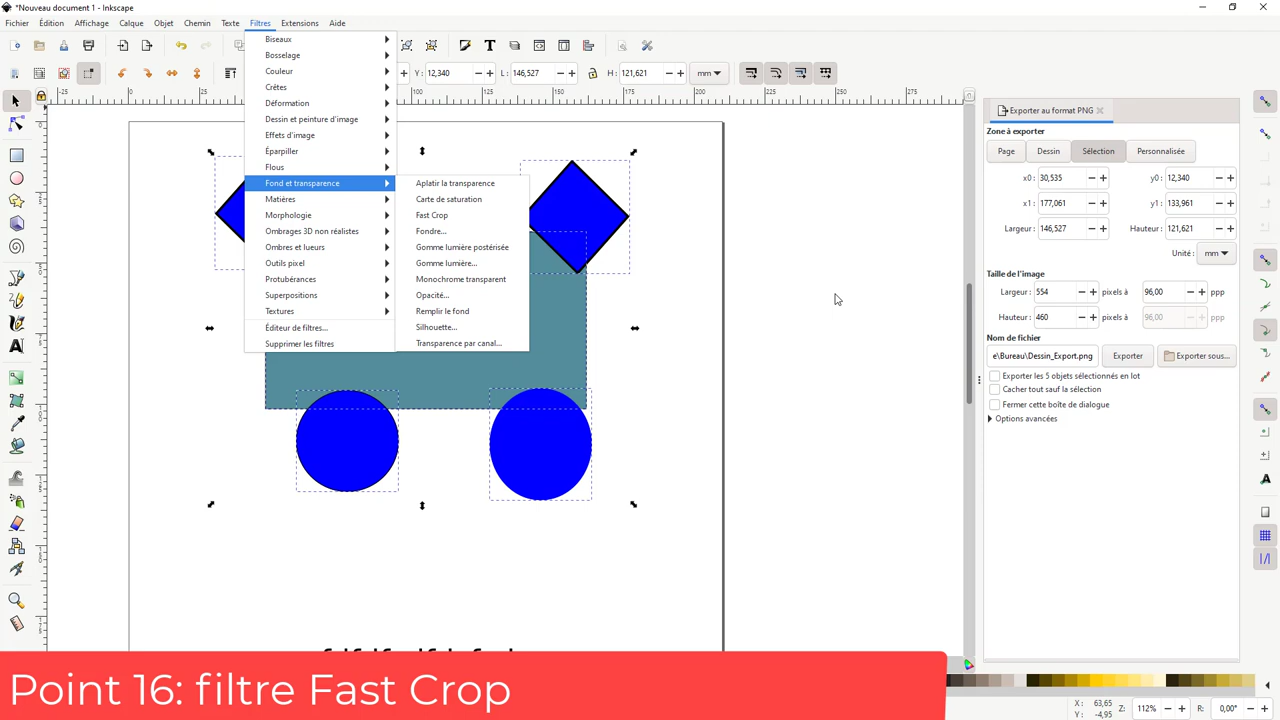 *Nouveau document 1 - Inkscape
Fichier Édition Affichage Calque Objet Chemin Texte Filtres Extensions Aide
Y : 12,340 L : 146,527 H : 121,621 mm
Biseaux
Bosselage
Couleur
Crêtes
Déformation
Dessin et peinture d'image
Effets d'image
Éparpiller
Flous
Fond et transparence
Matières
Morphologie
Ombrages 3D non réalistes
Ombres et lueurs
Outils pixel
Protubérances
Superpositions
Textures
Éditeur de filtres...
Supprimer les filtres
Aplatir la transparence
Carte de saturation
Fast Crop
Fondre...
Gomme lumière postérisée
Gomme lumière...
Monochrome transparent
Opacité...
Remplir le fond
Silhouette...
Transparence par canal...
Exporter au format PNG
Zone à exporter
Page Dessin Sélection Personnalisée
x0 : 30,535 y0 : 12,340
x1 : 177,061 y1 : 133,961
Largeur : 146,527 Hauteur : 121,621
Unité : mm
Taille de l'image
Largeur : 554 pixels à 96,00 ppp
Hauteur : 460 pixels à 96,00 ppp
Nom de fichier
e\Bureau\Dessin_Export.png Exporter Exporter sous...
Exporter les 5 objets sélectionnés en lot
Cacher tout sauf la sélection
Fermer cette boîte de dialogue
Options avancées
X : 63,65
Y : -4,95
Z : 112% R : 0,00°
Point 16: filtre Fast Crop